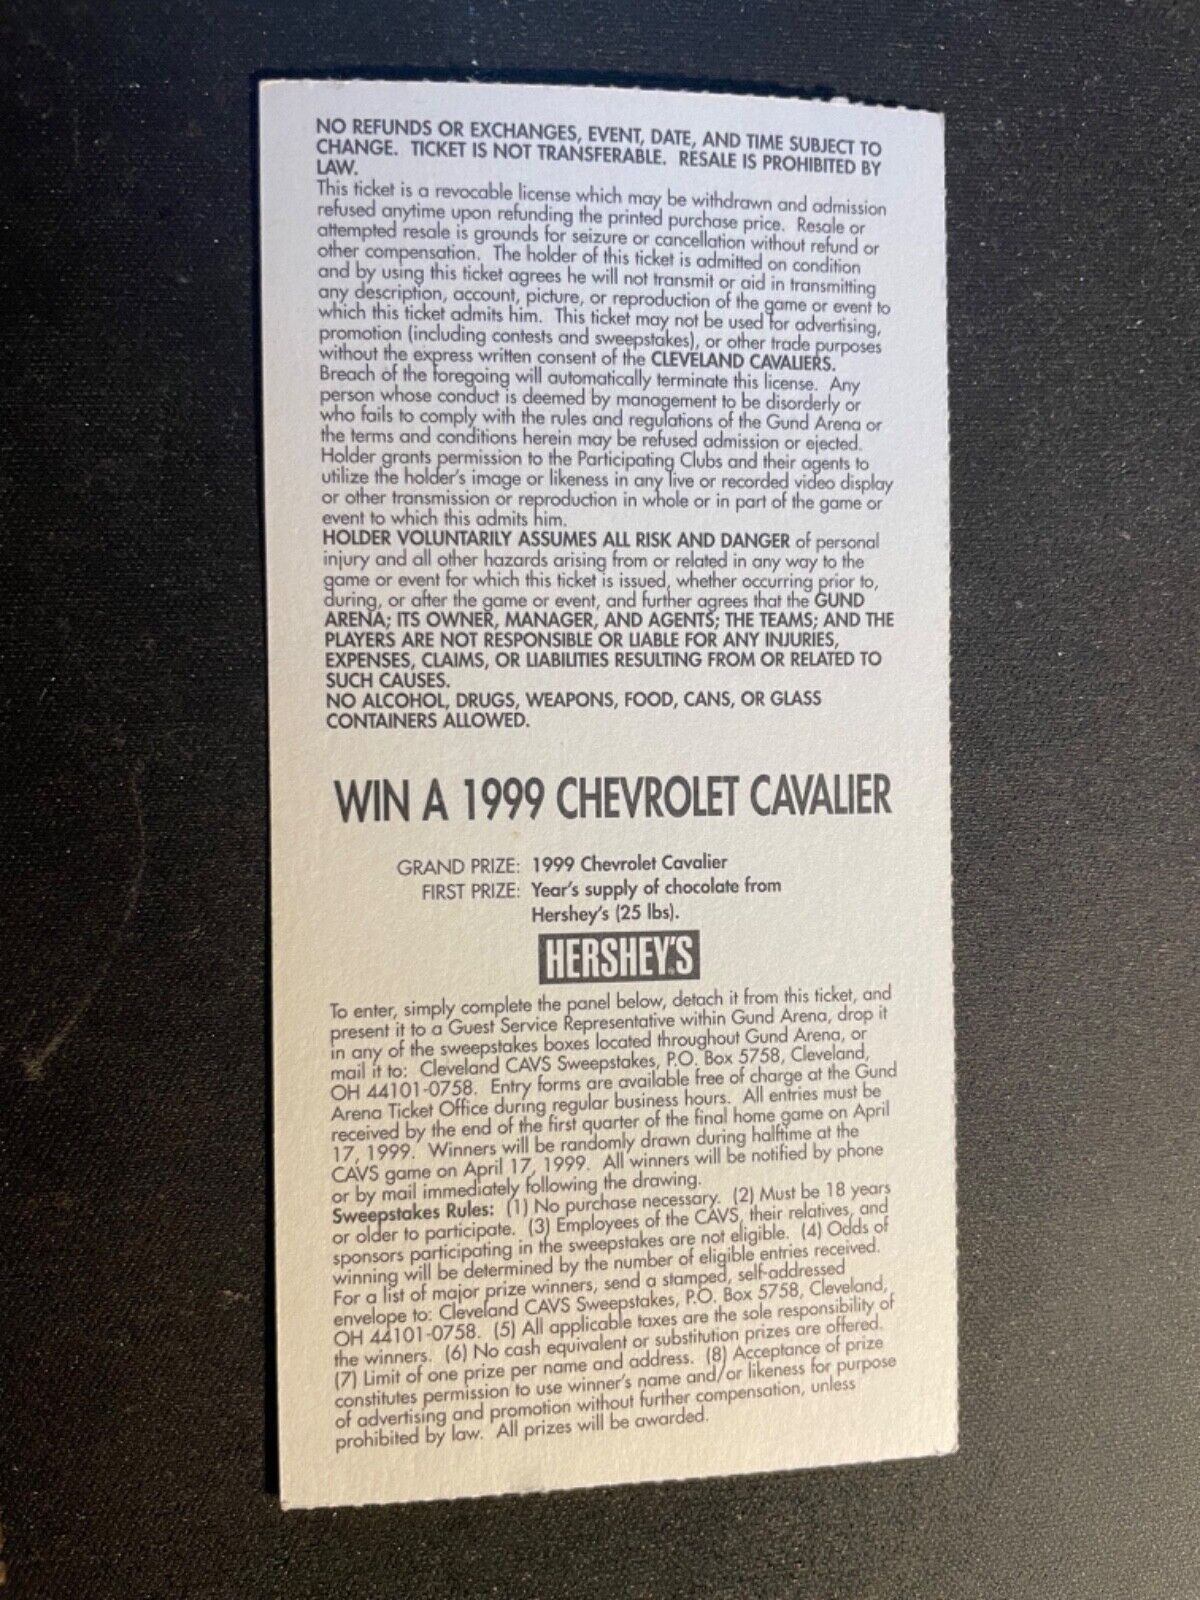 NO REFUNDS OR EXCHANGES, EVENT, DATE, AND TIME SUBJECT TO
CHANGE. TICKET IS NOT TRANSFERABLE. RESALE IS PROHIBITED BY
LAW.
This ticket is a revocable license which may be withdrawn and admission
refused anytime upon refunding the printed purchase price. Resale or
attempted resale is grounds for seizure or cancellation without refund or
other compensation. The holder of this ticket is admitted on condition
and by using this ticket agrees he will not transmit or aid in transmitting
any description, account, picture, or reproduction of the game or event to
which this ticket admits him. This ticket may not be used for advertising,
promotion (including contests and sweepstakes), or other trade purposes
without the express written consent of the CLEVELAND CAVALIERS.
Breach of the foregoing will automatically terminate this license. Any
person whose conduct is deemed by management to be disorderly or
who fails to comply with the rules and regulations of the Gund Arena or
the terms and conditions herein may be refused admission or ejected.
Holder grants permission to the Participating Clubs and their agents to
utilize the holder's image or likeness in any live or recorded video display
or other transmission or reproduction in whole or in part of the game or
event to which this admits him.
HOLDER VOLUNTARILY ASSUMES ALL RISK AND DANGER of personal
injury and all other hazards arising from or related in any way to the
game or event for which this ticket is issued, whether occurring prior to,
during, or after the game or event, and further agrees that the GUND
ARENA; ITS OWNER, MANAGER, AND AGENTS; THE TEAMS; AND THE
PLAYERS ARE NOT RESPONSIBLE OR LIABLE FOR ANY INJURIES,
EXPENSES, CLAIMS, OR LIABILITIES RESULTING FROM OR RELATED TO
SUCH CAUSES.
NO ALCOHOL, DRUGS, WEAPONS, FOOD, CANS, OR GLASS
CONTAINERS ALLOWED.
WIN A 1999 CHEVROLET CAVALIER
GRAND PRIZE: 1999 Chevrolet Cavalier
FIRST PRIZE: Year's supply of chocolate from
Hershey's (25 lbs).
HERSHEY'S
To enter, simply complete the panel below, detach it from this ticket, and
present it to a Guest Service Representative within Gund Arena, drop it
in any of the sweepstakes boxes located throughout Gund Arena, or
mail it to: Cleveland CAVS Sweepstakes, P.O. Box 5758, Cleveland,
OH 44101-0758. Entry forms are available free of charge at the Gund
Arena Ticket Office during regular business hours. All entries must be
received by the end of the first quarter of the final home game on April
17, 1999. Winners will be randomly drawn during halftime at the
CAVS game on April 17, 1999. All winners will be notified by phone
or by mail immediately following the drawing.
Sweepstakes Rules: (1) No purchase necessary. (2) Must be 18 years
or older to participate. (3) Employees of the CAVS, their relatives, and
sponsors participating in the sweepstakes are not eligible. (4) Odds of
winning will be determined by the number of eligible entries received.
For a list of major prize winners, send a stamped, self-addressed
envelope to: Cleveland CAVS Sweepstakes, P.O. Box 5758, Cleveland,
OH 44101-0758. (5) All applicable taxes are the sole responsibility of
the winners. (6) No cash equivalent or substitution prizes are offered.
(7) Limit of one prize per name and address. (8) Acceptance of prize
constitutes permission to use winner's name and/or likeness for purpose
of advertising and promotion without further compensation, unless
prohibited by law. All prizes will be awarded.